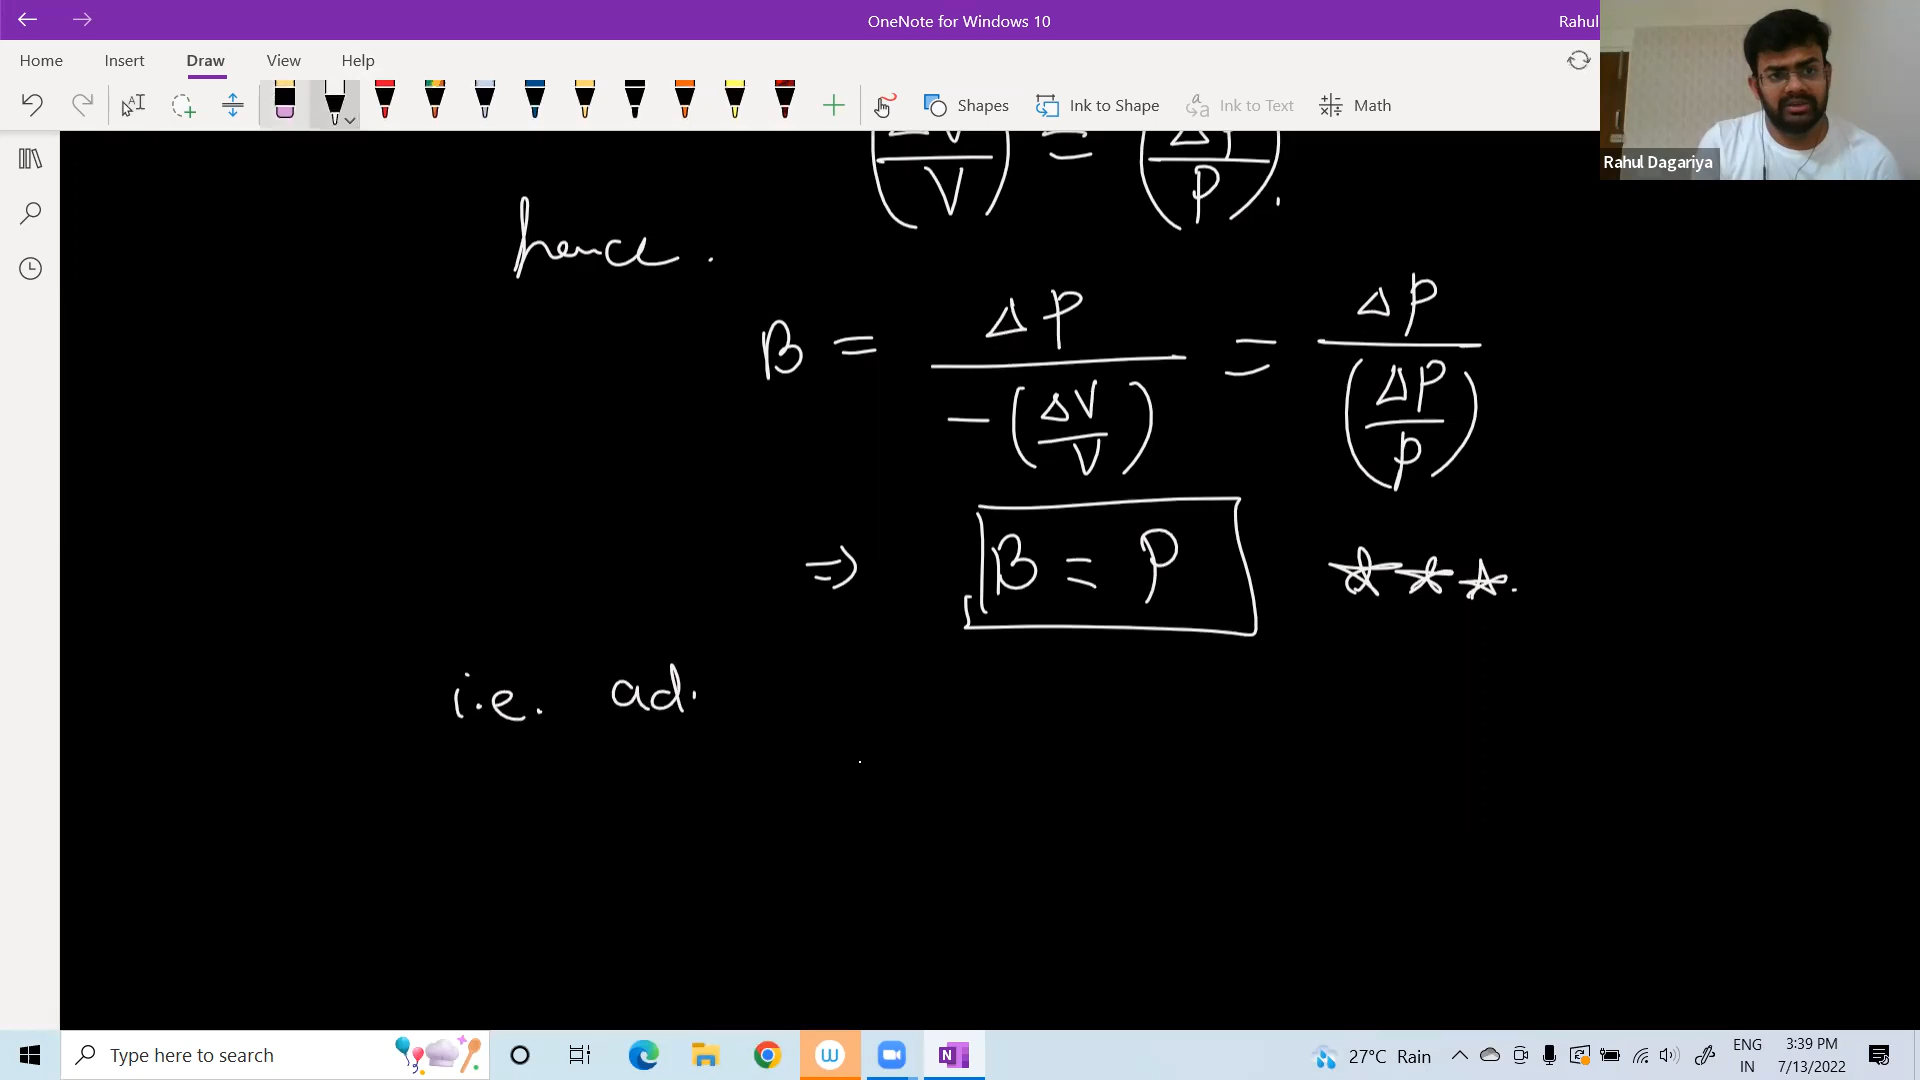 OneNote for Windows 10
Rahul
Home Insert Draw View Help
Shapes Ink to Shape Ink to Text Math
Rahul Dagariya
(-V/V) = (ΔP/P).
hence.
B = ΔP / -(ΔV/V) = ΔP / (ΔP/P)
⇒ B = P ☆☆☆.
i.e. ad.
Type here to search
27°C Rain
ENG
IN
3:39 PM
7/13/2022